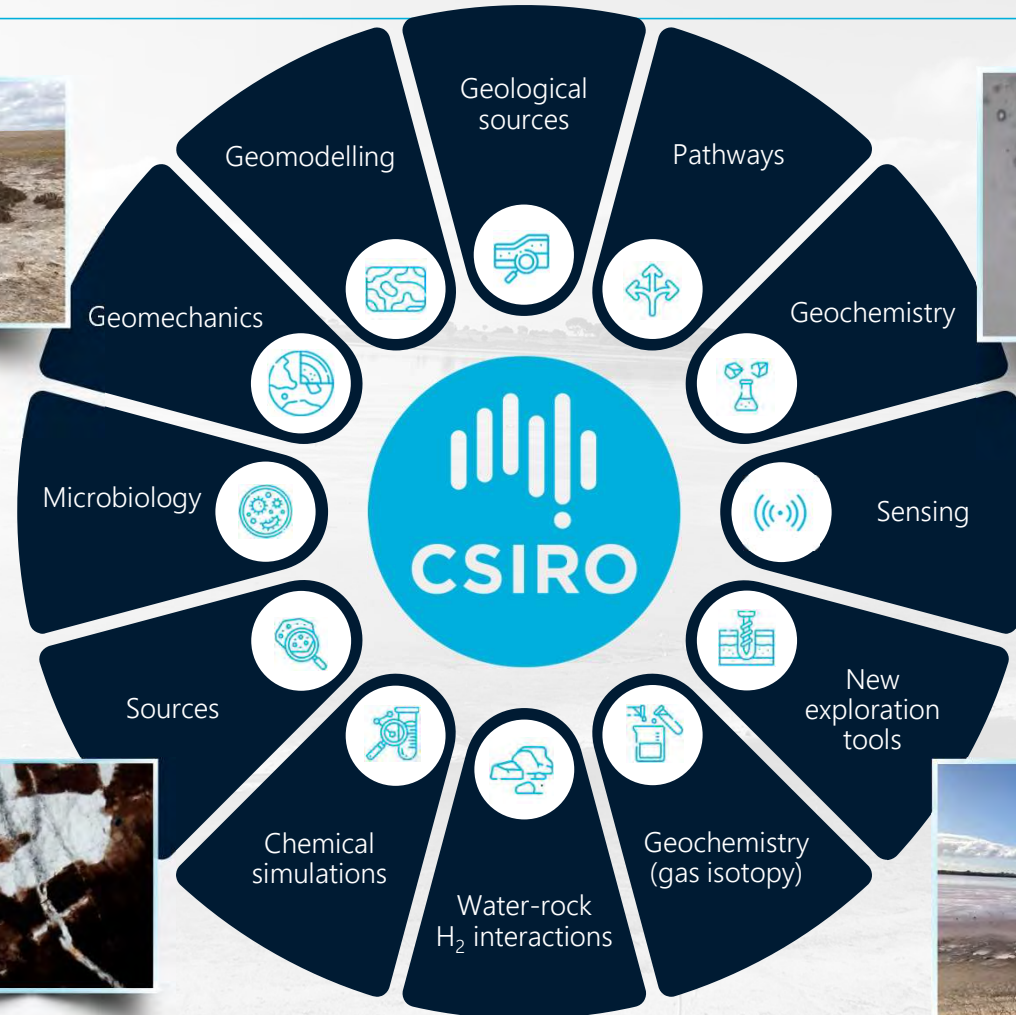 Geological
sources
Pathways
Geochemistry
Sensing
New
exploration
tools
Geochemistry
(gas isotopy)
Water-rock
H₂ interactions
Chemical
simulations
Sources
Microbiology
Geomechanics
Geomodelling
CSIRO